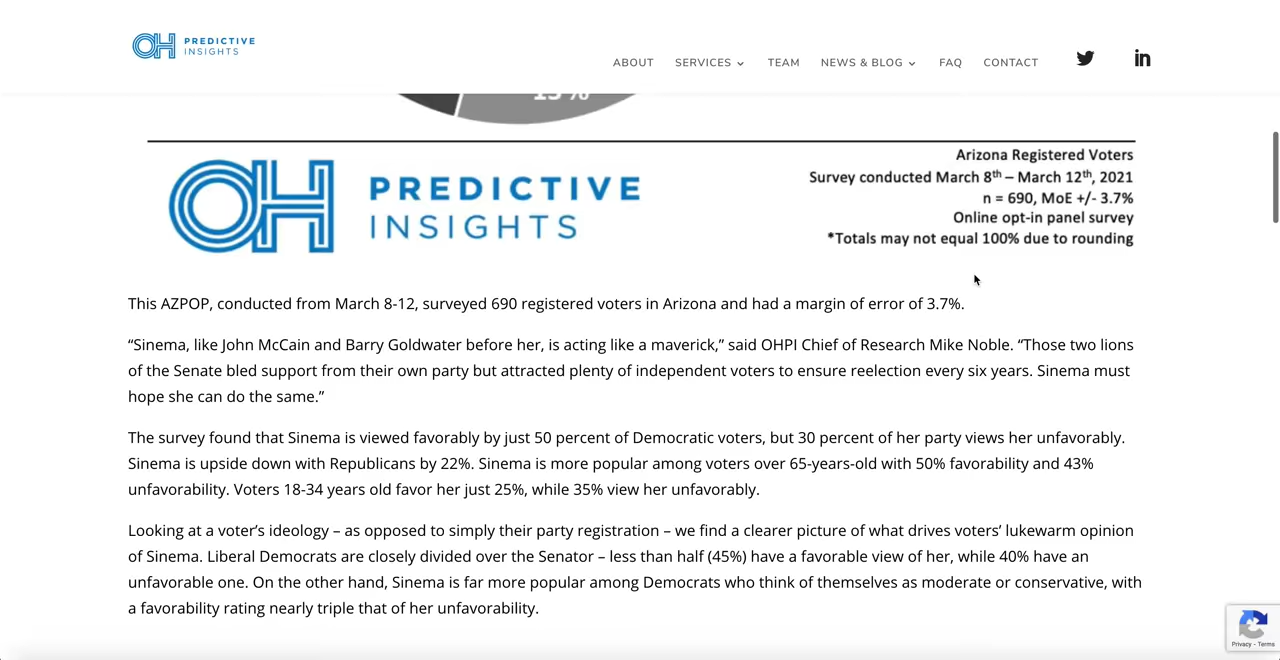 OH PREDICTIVE
INSIGHTS
ABOUT SERVICES TEAM NEWS & BLOG FAQ CONTACT
OH PREDICTIVE
INSIGHTS
Arizona Registered Voters
Survey conducted March 8th – March 12th, 2021
n = 690, MoE +/- 3.7%
Online opt-in panel survey
*Totals may not equal 100% due to rounding
This AZPOP, conducted from March 8-12, surveyed 690 registered voters in Arizona and had a margin of error of 3.7%.
“Sinema, like John McCain and Barry Goldwater before her, is acting like a maverick,” said OHPI Chief of Research Mike Noble. “Those two lions
of the Senate bled support from their own party but attracted plenty of independent voters to ensure reelection every six years. Sinema must
hope she can do the same.”
The survey found that Sinema is viewed favorably by just 50 percent of Democratic voters, but 30 percent of her party views her unfavorably.
Sinema is upside down with Republicans by 22%. Sinema is more popular among voters over 65-years-old with 50% favorability and 43%
unfavorability. Voters 18-34 years old favor her just 25%, while 35% view her unfavorably.
Looking at a voter’s ideology – as opposed to simply their party registration – we find a clearer picture of what drives voters’ lukewarm opinion
of Sinema. Liberal Democrats are closely divided over the Senator – less than half (45%) have a favorable view of her, while 40% have an
unfavorable one. On the other hand, Sinema is far more popular among Democrats who think of themselves as moderate or conservative, with
a favorability rating nearly triple that of her unfavorability.
Privacy - Terms